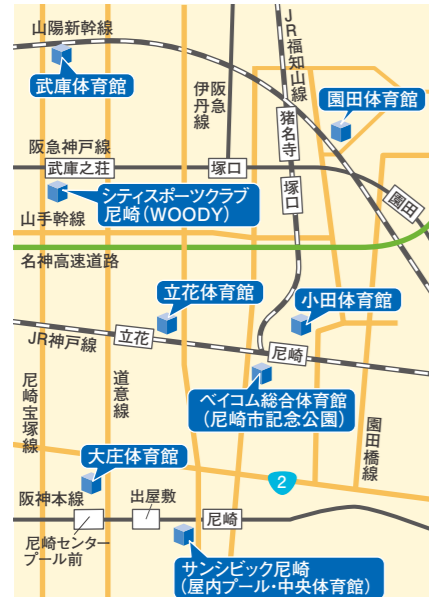 山陽新幹線
武庫体育館
阪急
伊丹線
JR福知山線
園田体育館
猪名寺
阪急神戸線
武庫之荘
塚口
塚口
園田
シティスポーツクラブ
尼崎(WOODY)
山手幹線
名神高速道路
立花体育館
小田体育館
JR神戸線
立花
尼崎
ベイコム総合体育館
(尼崎市記念公園)
尼崎宝塚線
道意線
園田橋線
大庄体育館
2
阪神本線
出屋敷
尼崎
尼崎センター
プール前
サンシビック尼崎
(屋内プール・中央体育館)